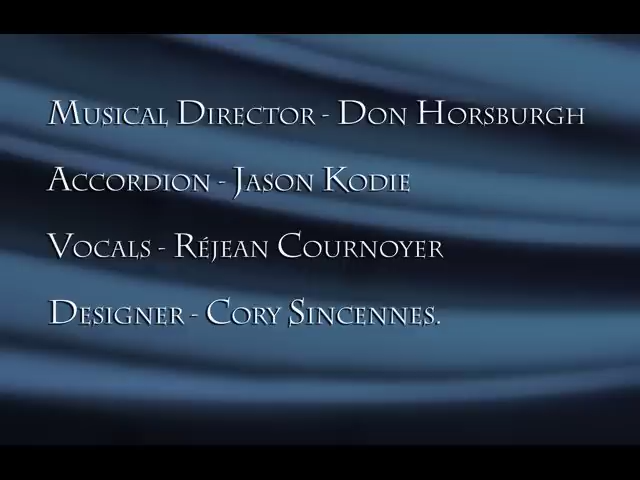 Musical Director - Don Horsburgh
Accordion - Jason Kodie
Vocals - Réjean Cournoyer
Designer - Cory Sincennes.